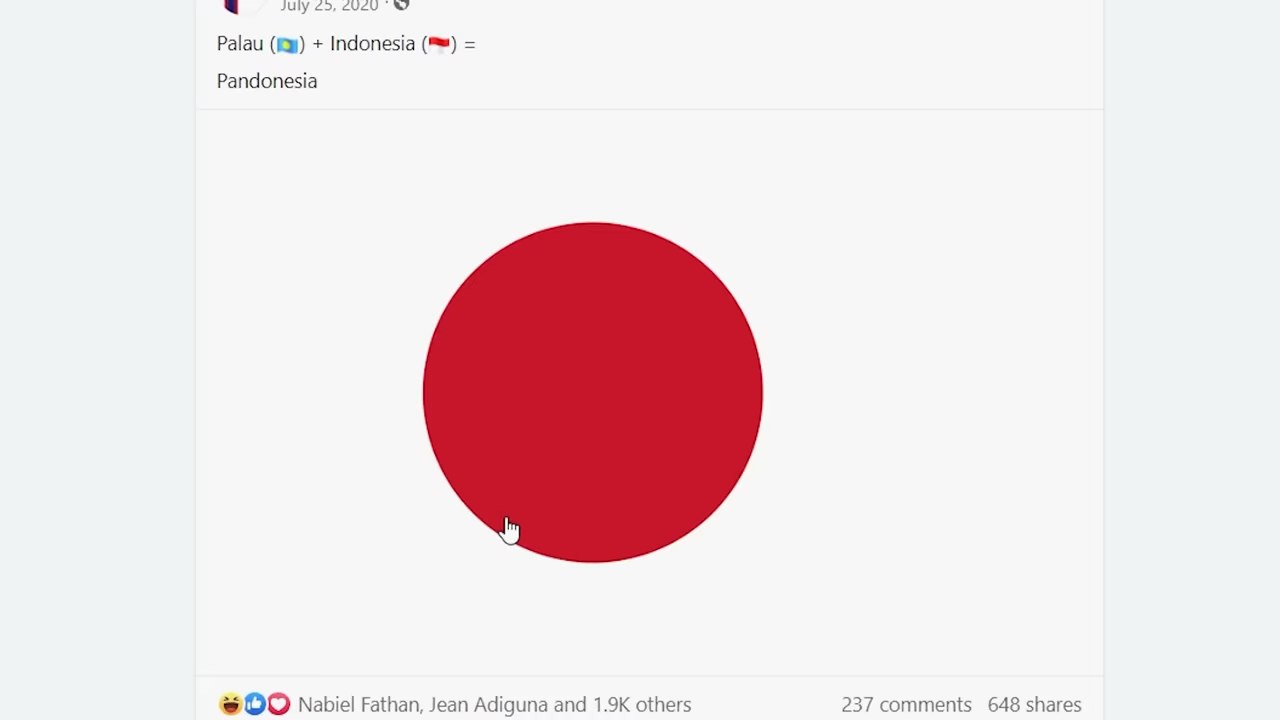 July 25, 2020 ·
Palau (🇵🇼) + Indonesia (🇮🇩) =
Pandonesia
Nabiel Fathan, Jean Adiguna and 1.9K others
237 comments 648 shares